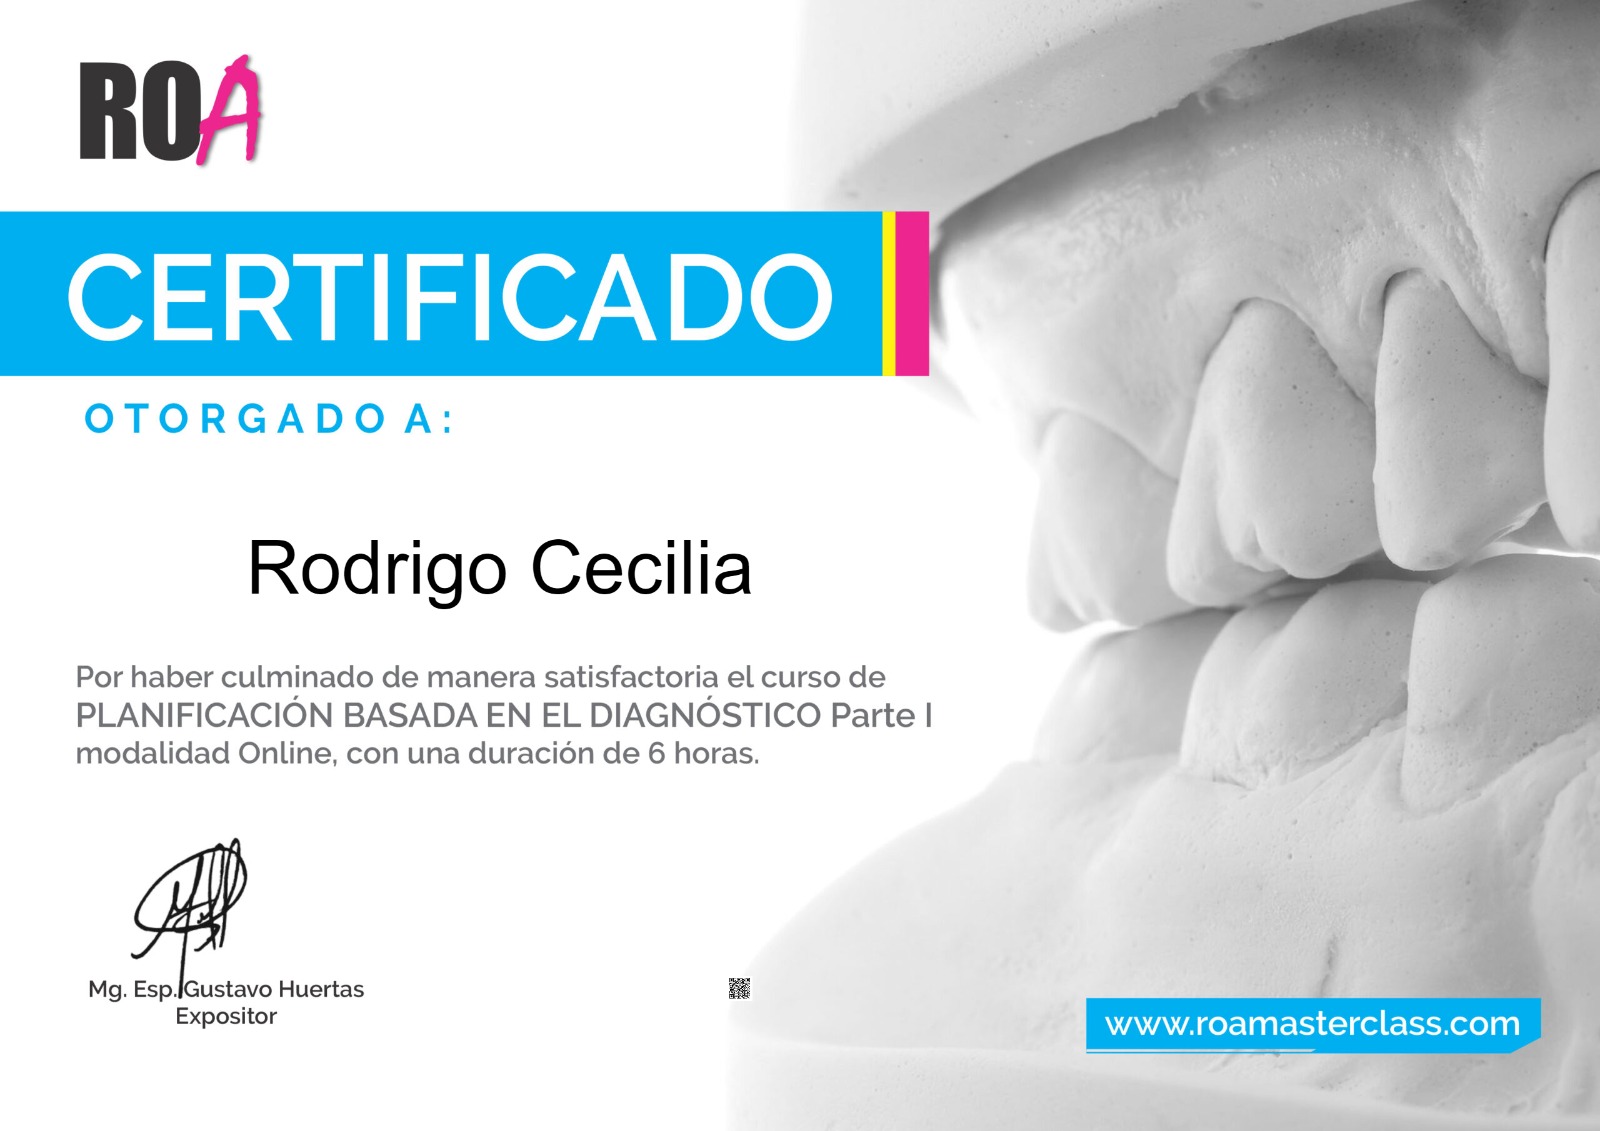 ROA
CERTIFICADO
OTORGADO A:
Rodrigo Cecilia
Por haber culminado de manera satisfactoria el curso de
PLANIFICACIÓN BASADA EN EL DIAGNÓSTICO Parte I
modalidad Online, con una duración de 6 horas.
Mg. Esp. Gustavo Huertas
Expositor
www.roamasterclass.com